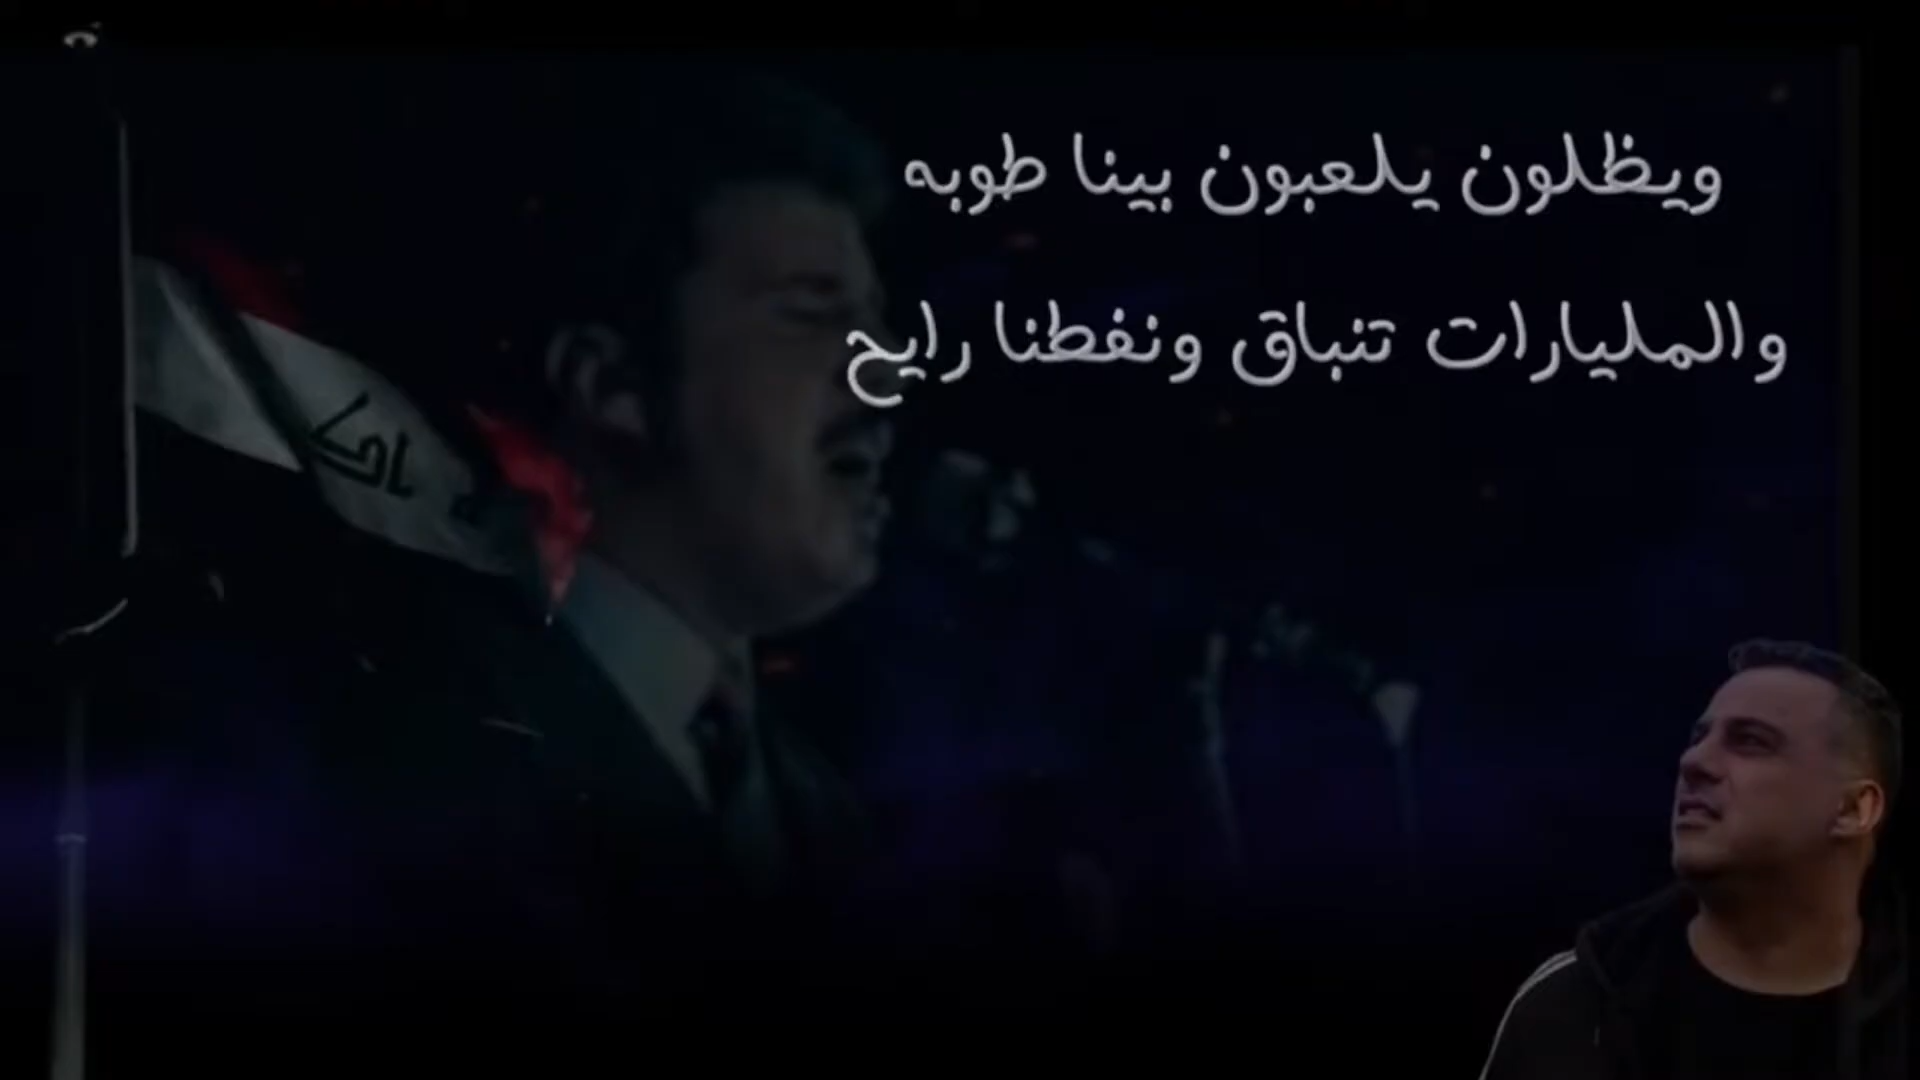 ويظلون يلعبون بينا طوبه
والمليارات تنباق ونفطنا رايح